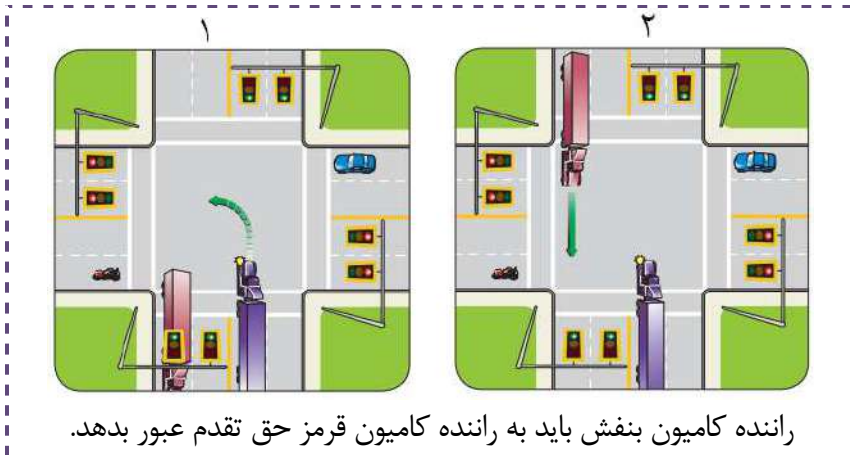 ۱
۲
راننده کامیون بنفش باید به راننده کامیون قرمز حق تقدم عبور بدهد.